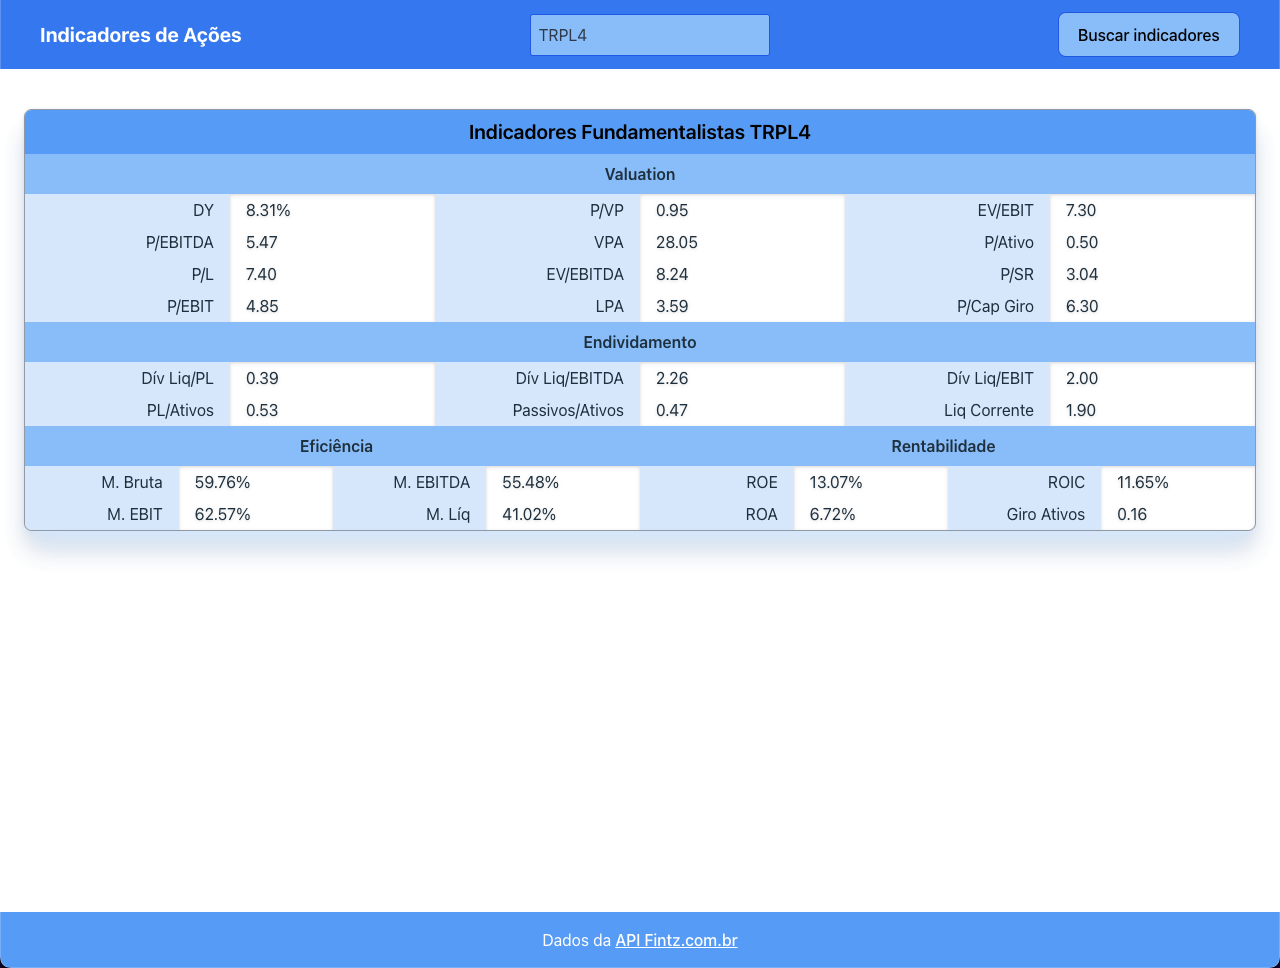 Indicadores de Ações TRPL4 Buscar indicadores
Indicadores Fundamentalistas TRPL4
Valuation
DY 8.31% P/VP 0.95 EV/EBIT 7.30
P/EBITDA 5.47 VPA 28.05 P/Ativo 0.50
P/L 7.40 EV/EBITDA 8.24 P/SR 3.04
P/EBIT 4.85 LPA 3.59 P/Cap Giro 6.30
Endividamento
Dív Liq/PL 0.39 Dív Liq/EBITDA 2.26 Dív Liq/EBIT 2.00
PL/Ativos 0.53 Passivos/Ativos 0.47 Liq Corrente 1.90
Eficiência Rentabilidade
M. Bruta 59.76% M. EBITDA 55.48% ROE 13.07% ROIC 11.65%
M. EBIT 62.57% M. Líq 41.02% ROA 6.72% Giro Ativos 0.16
Dados da API Fintz.com.br